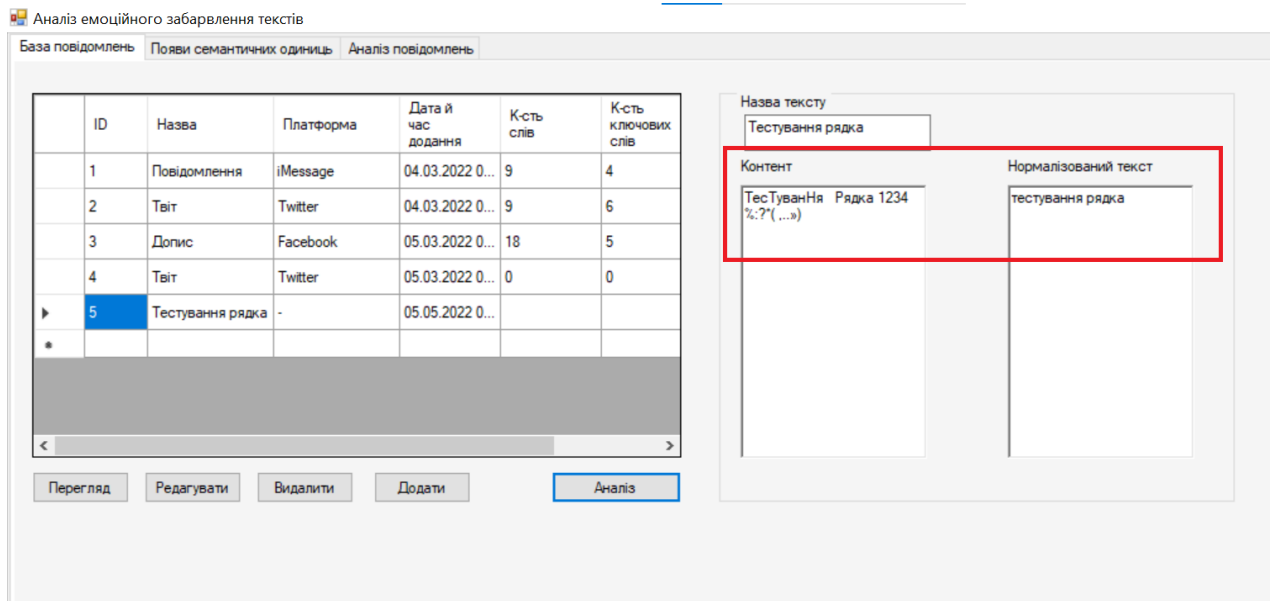 Аналіз емоційного забарвлення текстів
База повідомлень Появи семантичних одиниць Аналіз повідомлень
ID Назва Платформа Дата й час додання К-сть слів К-сть ключових слів
1 Повідомлення iMessage 04.03.2022 0... 9 4
2 Твіт Twitter 04.03.2022 0... 9 6
3 Допис Facebook 05.03.2022 0... 18 5
4 Твіт Twitter 05.03.2022 0... 0 0
5 Тестування рядка - 05.05.2022 0...
Перегляд Редагувати Видалити Додати Аналіз
Назва тексту
Тестування рядка
Контент
ТесТуванНя   Рядка 1234
%:?*( ,...»)
Нормалізований текст
тестування рядка